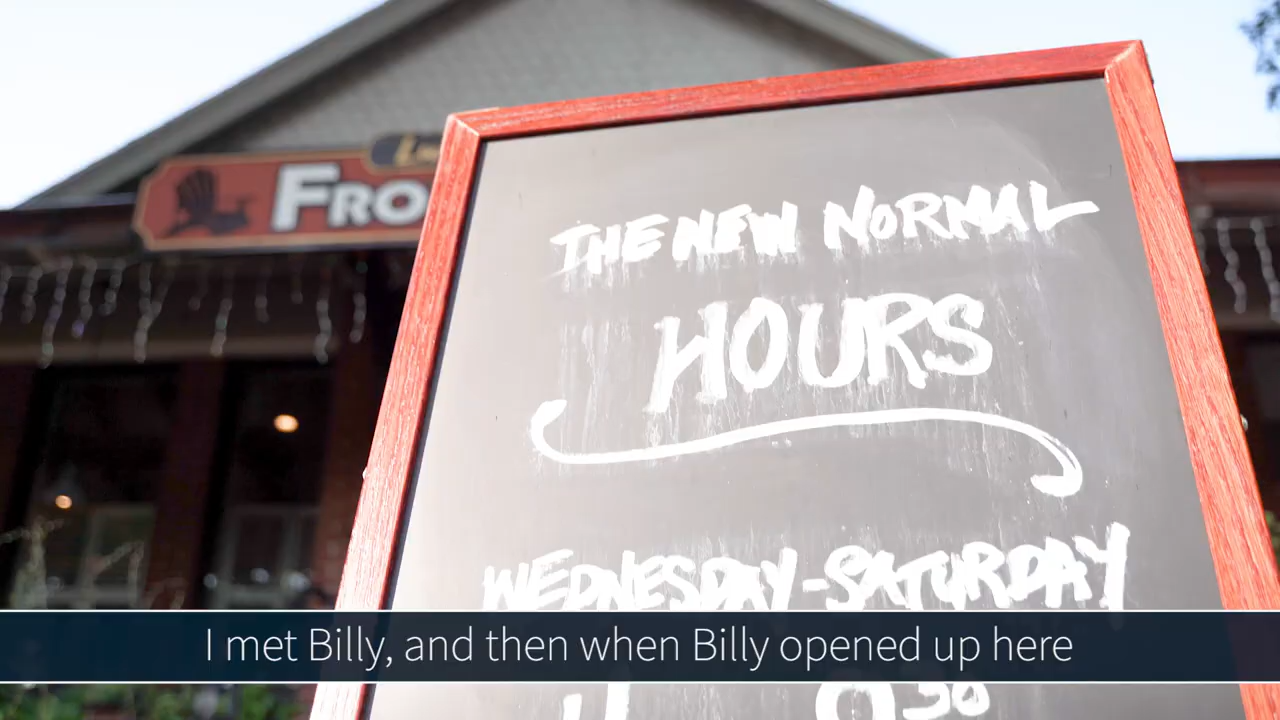 FRO
THE NEW NORMAL
HOURS
WEDNESDAY-SATURDAY
I met Billy, and then when Billy opened up here